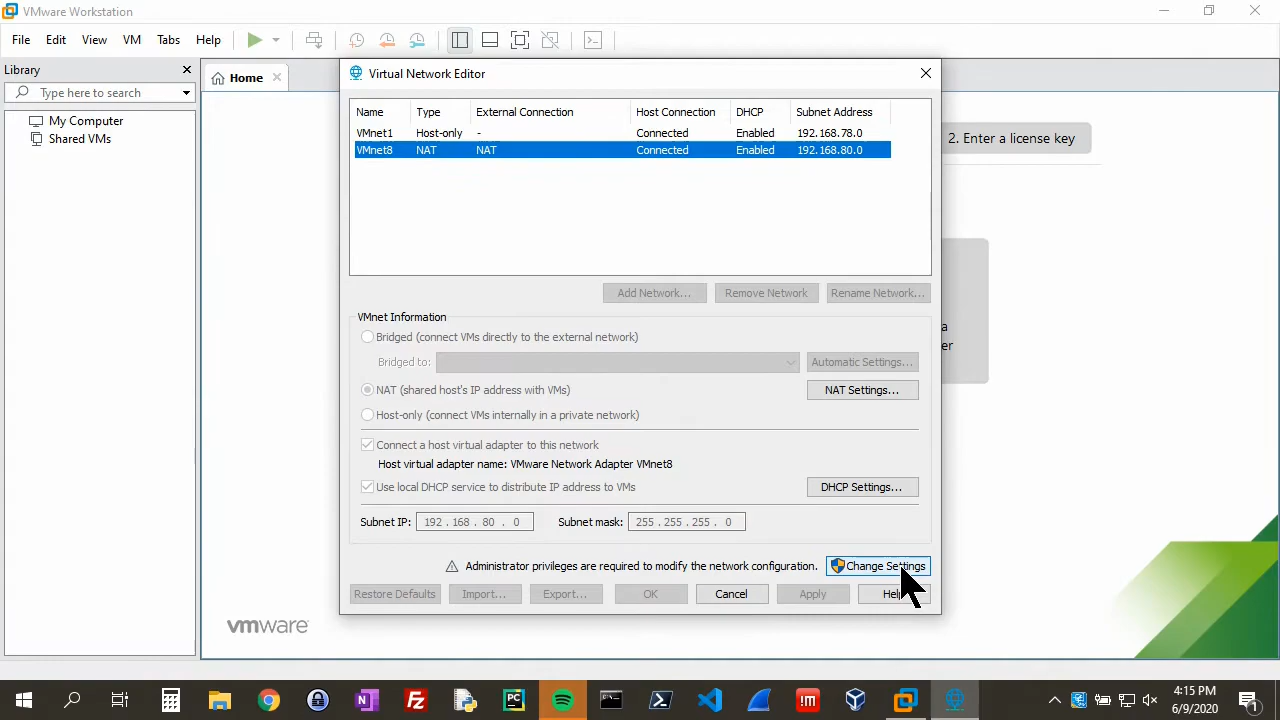 VMware Workstation
File Edit View VM Tabs Help
Library
Type here to search
My Computer
Shared VMs
Home
2. Enter a license key
a
er
Virtual Network Editor
Name Type External Connection Host Connection DHCP Subnet Address
VMnet1 Host-only - Connected Enabled 192.168.78.0
VMnet8 NAT NAT Connected Enabled 192.168.80.0
Add Network... Remove Network Rename Network...
VMnet Information
Bridged (connect VMs directly to the external network)
Bridged to: Automatic Settings...
NAT (shared host's IP address with VMs) NAT Settings...
Host-only (connect VMs internally in a private network)
Connect a host virtual adapter to this network
Host virtual adapter name: VMware Network Adapter VMnet8
Use local DHCP service to distribute IP address to VMs DHCP Settings...
Subnet IP: 192 . 168 . 80 . 0 Subnet mask: 255 . 255 . 255 . 0
Administrator privileges are required to modify the network configuration. Change Settings
Restore Defaults Import... Export... OK Cancel Apply Help
vmware
PC
!m
4:15 PM
6/9/2020
1